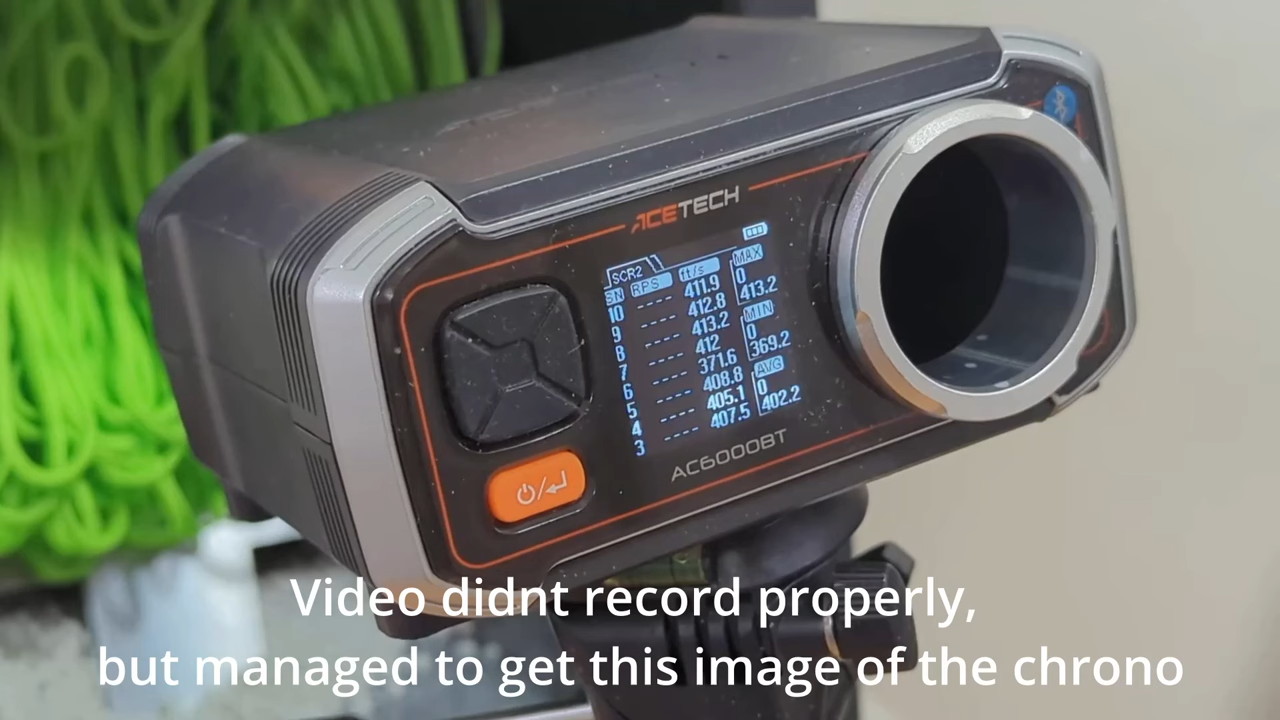 ACETECH
SCR2
SN RPS ft/s
10 ---- 411.9
9 ---- 412.8
8 ---- 413.2
7 ---- 412
6 ---- 371.6
5 ---- 408.8
4 ---- 405.1
3 ---- 407.5
MAX
0
413.2
MIN
0
369.2
AVG
0
402.2
AC6000BT
Video didnt record properly,
but managed to get this image of the chrono